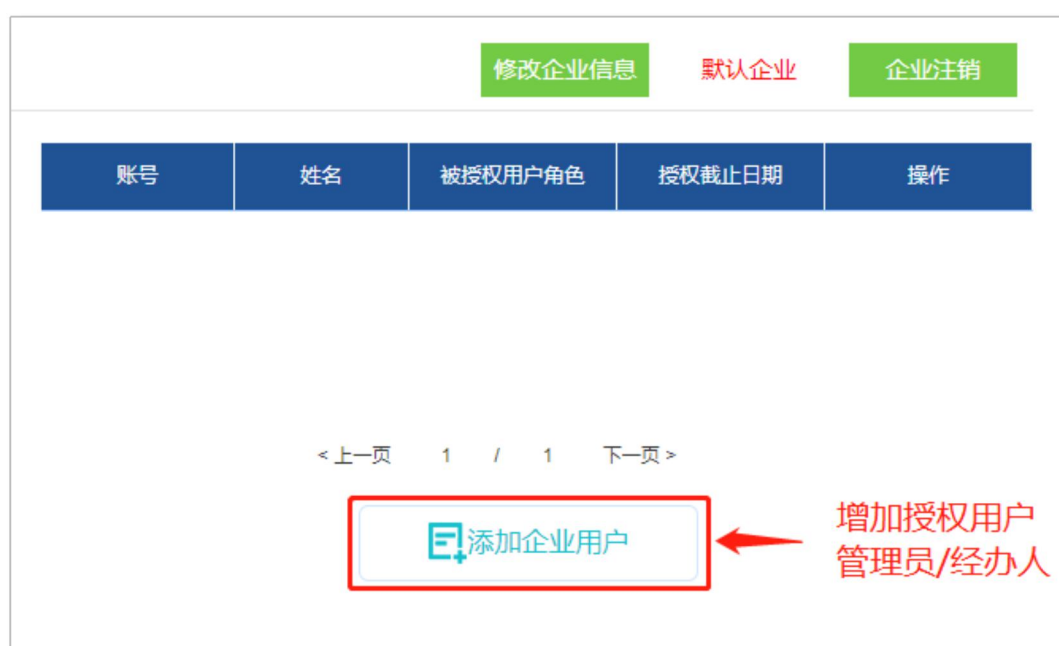 修改企业信息 默认企业 企业注销
账号 姓名 被授权用户角色 授权截止日期 操作
<上一页 1 / 1 下一页>
添加企业用户
增加授权用户
管理员/经办人